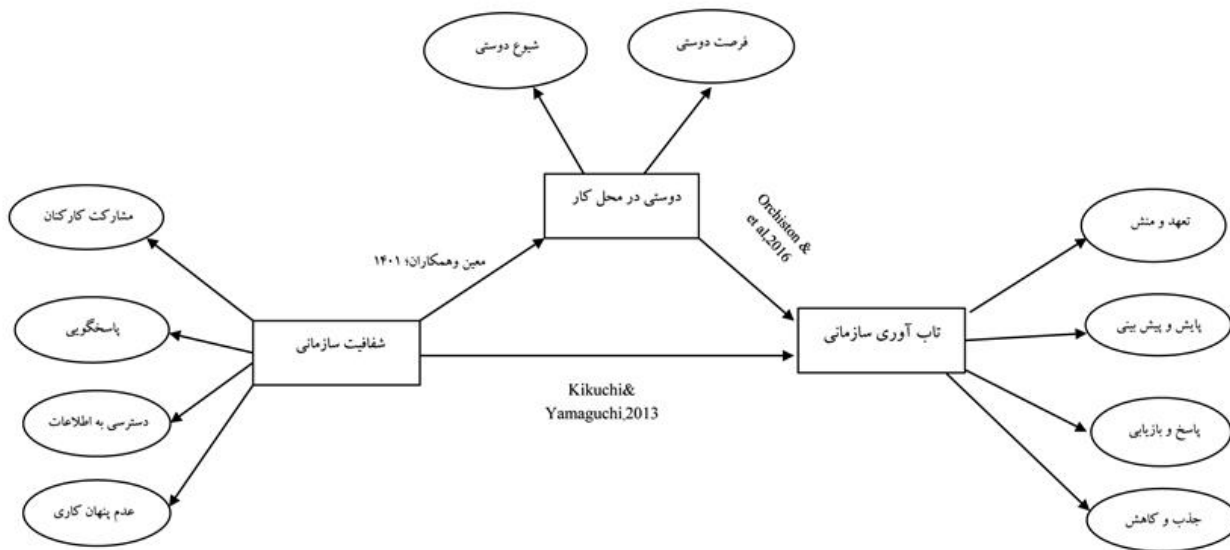 فرصت دوستی
شیوع دوستی
دوستی در محل کار
مشارکت کارکنان
پاسخگویی
دسترسی به اطلاعات
عدم پنهان کاری
شفافیت سازمانی
معین وهمکاران؛ ۱۴۰۱
Orchiston &
et al,2016
Kikuchi&
Yamaguchi,2013
تاب آوری سازمانی
تعهد و منش
پایش و پیش بینی
پاسخ و بازیابی
جذب و کاهش